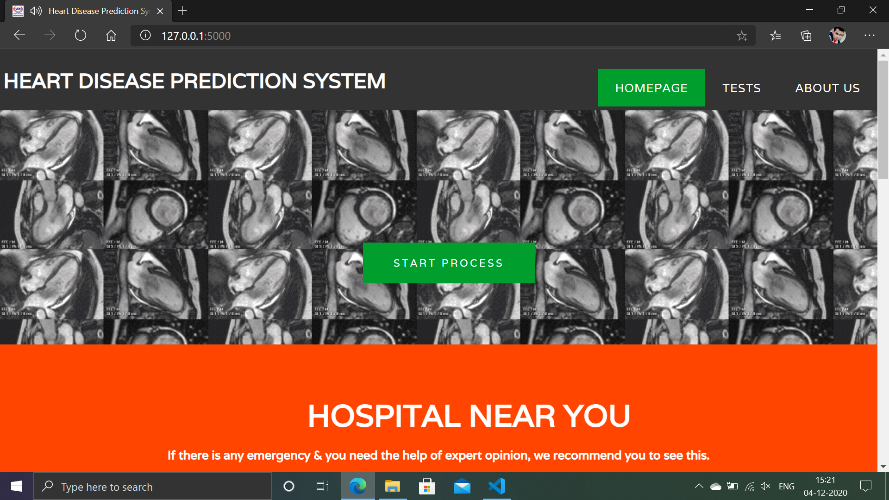 Heart Disease Prediction Sy
127.0.0.1:5000
HEART DISEASE PREDICTION SYSTEM
HOMEPAGE
TESTS
ABOUT US
START PROCESS
HOSPITAL NEAR YOU
If there is any emergency & you need the help of expert opinion, we recommend you to see this.
Type here to search
ENG
15:21
04-12-2020